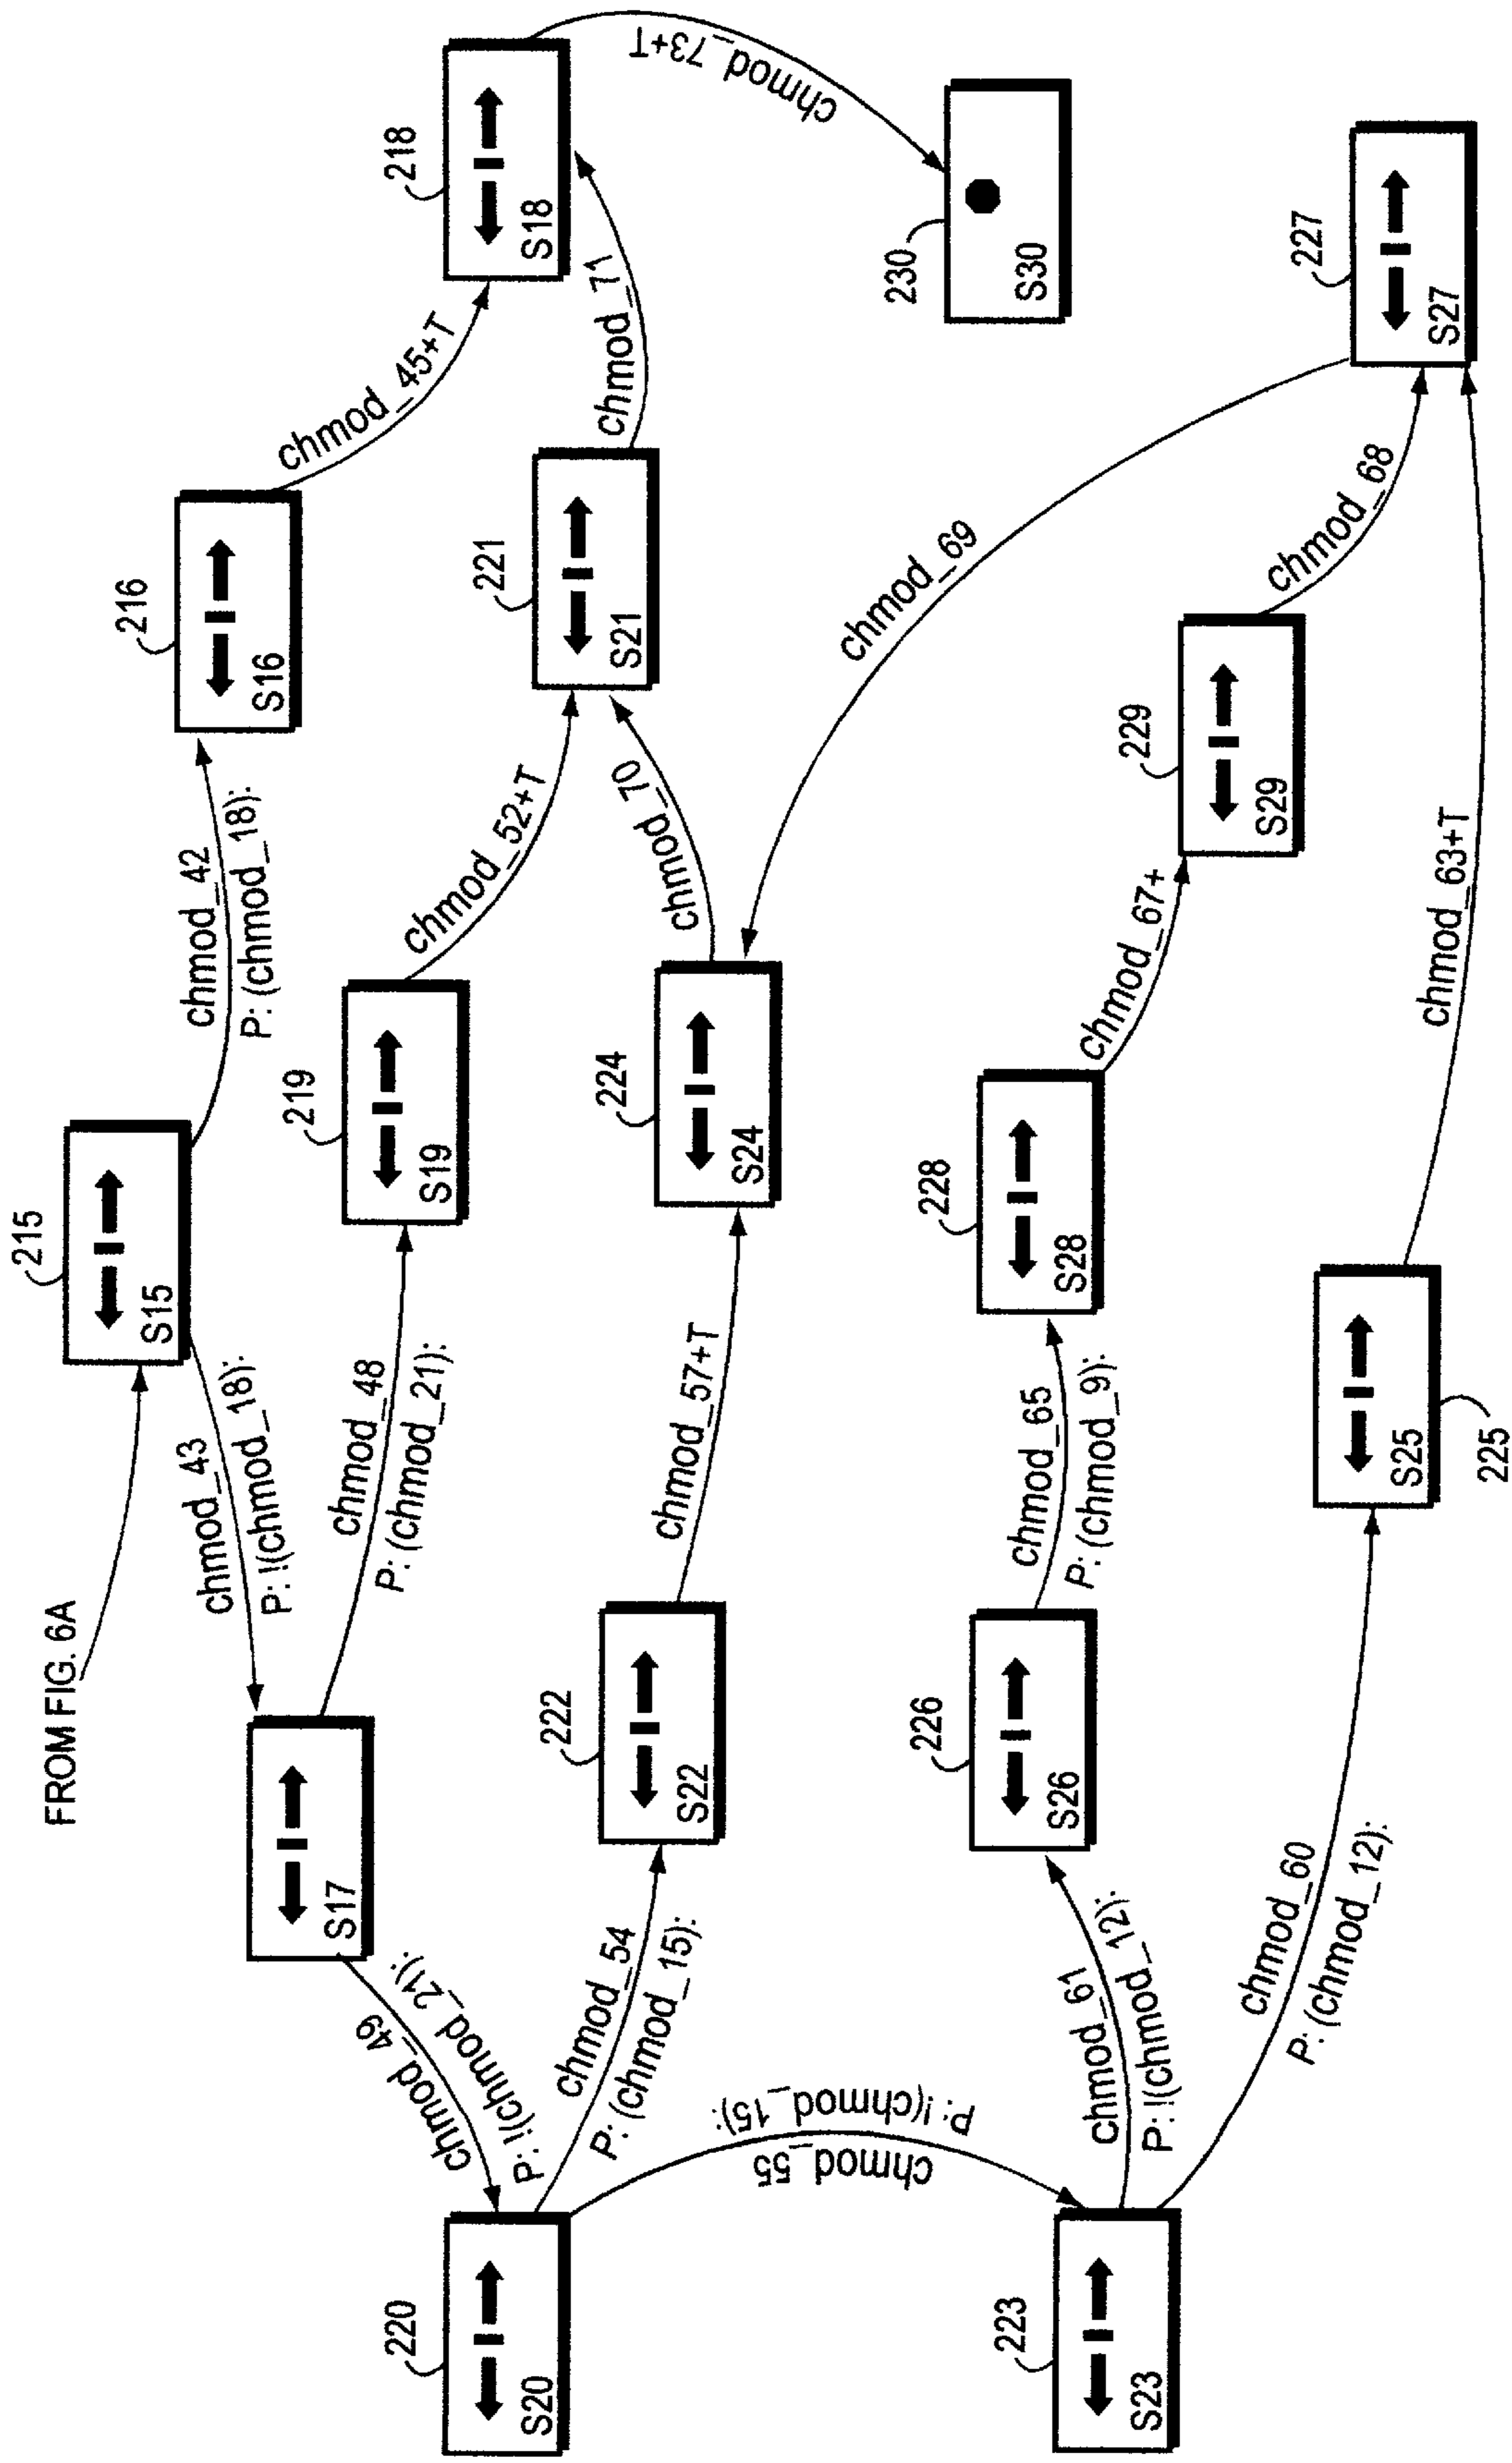 FROM FIG. 6A
215
S15
chmod_42
P: (chmod_18):
216
S16
chmod_45+T
218
S18
chmod_73+T
230
S30
chmod_43
P: !(chmod_18):
S17
chmod_48
P: (chmod_21):
219
S19
chmod_52+T
221
S21
chmod_71
chmod_49
P: !(chmod_21):
220
S20
chmod_54
P: (chmod_15):
222
S22
chmod_57+T
224
S24
chmod_70
chmod_69
chmod_55
P: !(chmod_15):
223
S23
chmod_61
P: !(chmod_12):
226
S26
chmod_65
P: (chmod_9):
228
S28
chmod_67+
229
S29
chmod_68
227
S27
chmod_60
P: (chmod_12):
S25
225
chmod_63+T